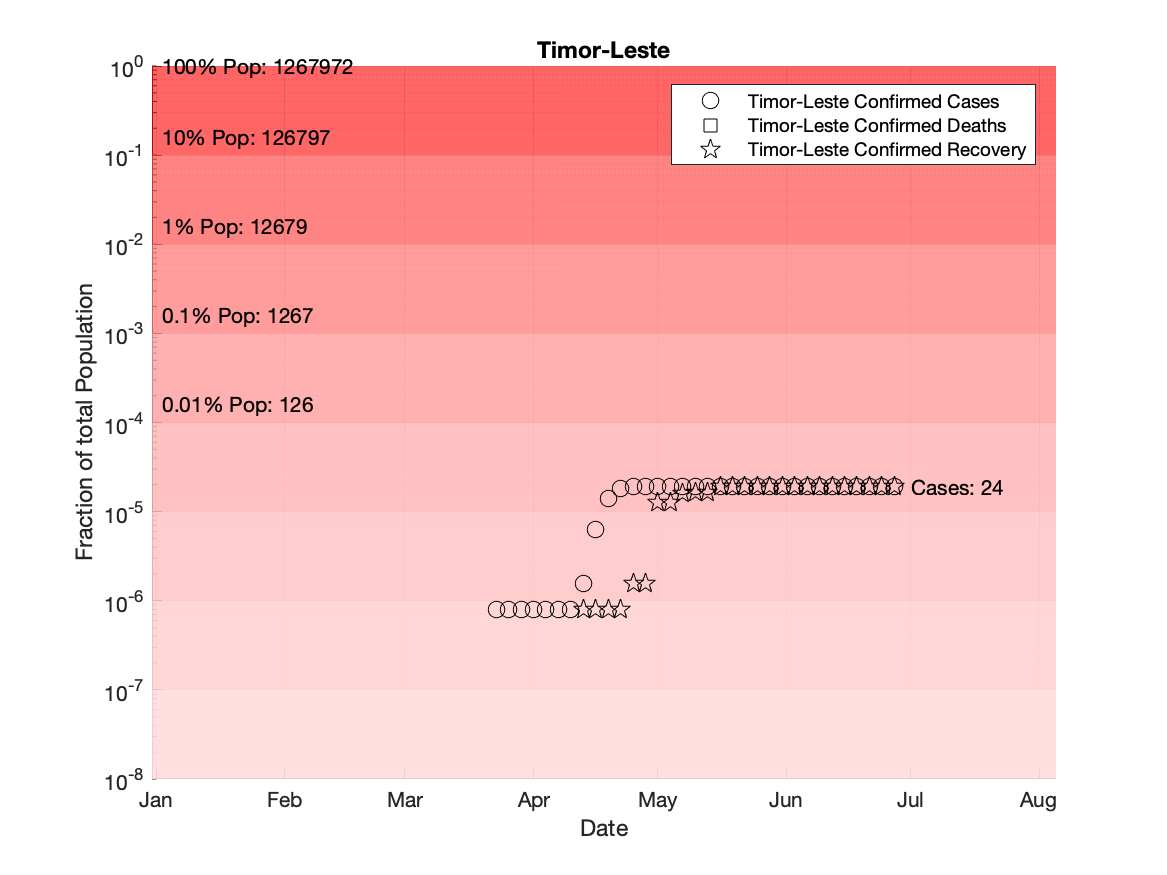 Timor-Leste
10^0
100% Pop: 1267972
Timor-Leste Confirmed Cases
Timor-Leste Confirmed Deaths
Timor-Leste Confirmed Recovery
10% Pop: 126797
10^-1
1% Pop: 12679
10^-2
0.1% Pop: 1267
10^-3
0.01% Pop: 126
10^-4
Cases: 24
10^-5
10^-6
10^-7
10^-8
Fraction of total Population
Jan Feb Mar Apr May Jun Jul Aug
Date